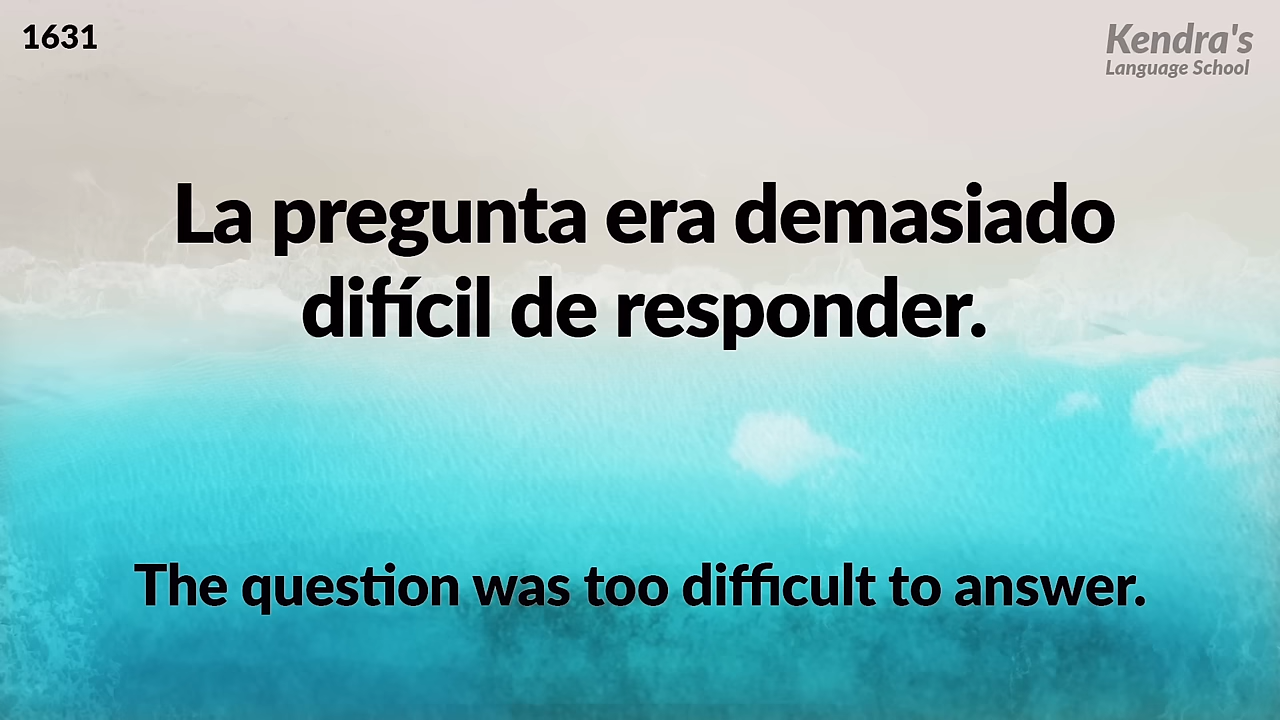 1631
Kendra's
Language School
La pregunta era demasiado
difícil de responder.
The question was too difficult to answer.